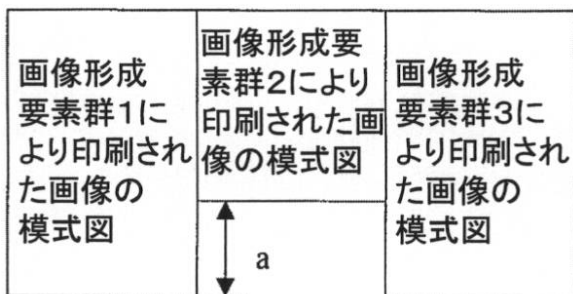 画像形成
要素群1に
より印刷され
た画像の
模式図
画像形成要
素群2により
印刷された画
像の模式図
a
画像形成
要素群3に
より印刷され
た画像の
模式図